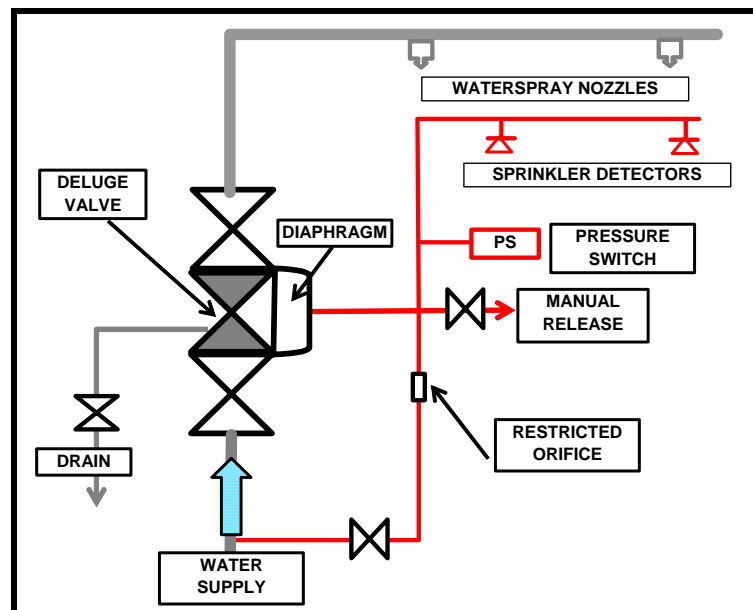 WATERSPRAY NOZZLES
SPRINKLER DETECTORS
DELUGE
VALVE
DIAPHRAGM
PS
PRESSURE
SWITCH
MANUAL
RELEASE
RESTRICTED
ORIFICE
DRAIN
WATER
SUPPLY